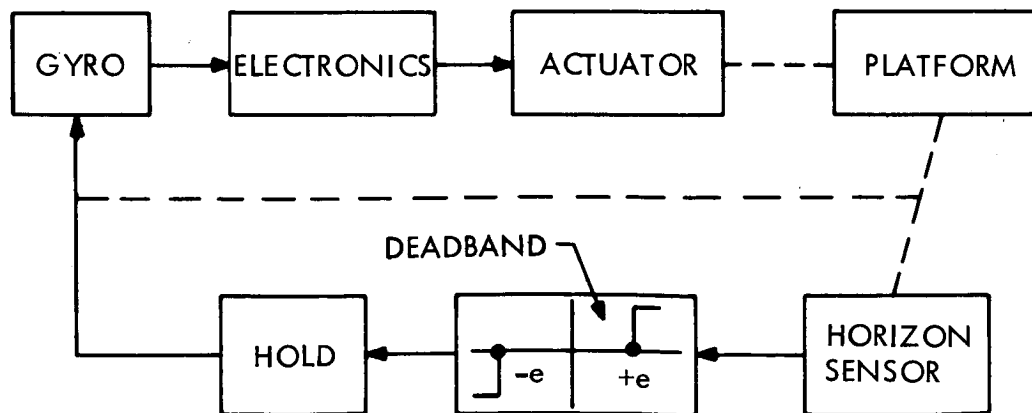 GYRO
ELECTRONICS
ACTUATOR
PLATFORM
DEADBAND
HOLD
-e
+e
HORIZON
SENSOR